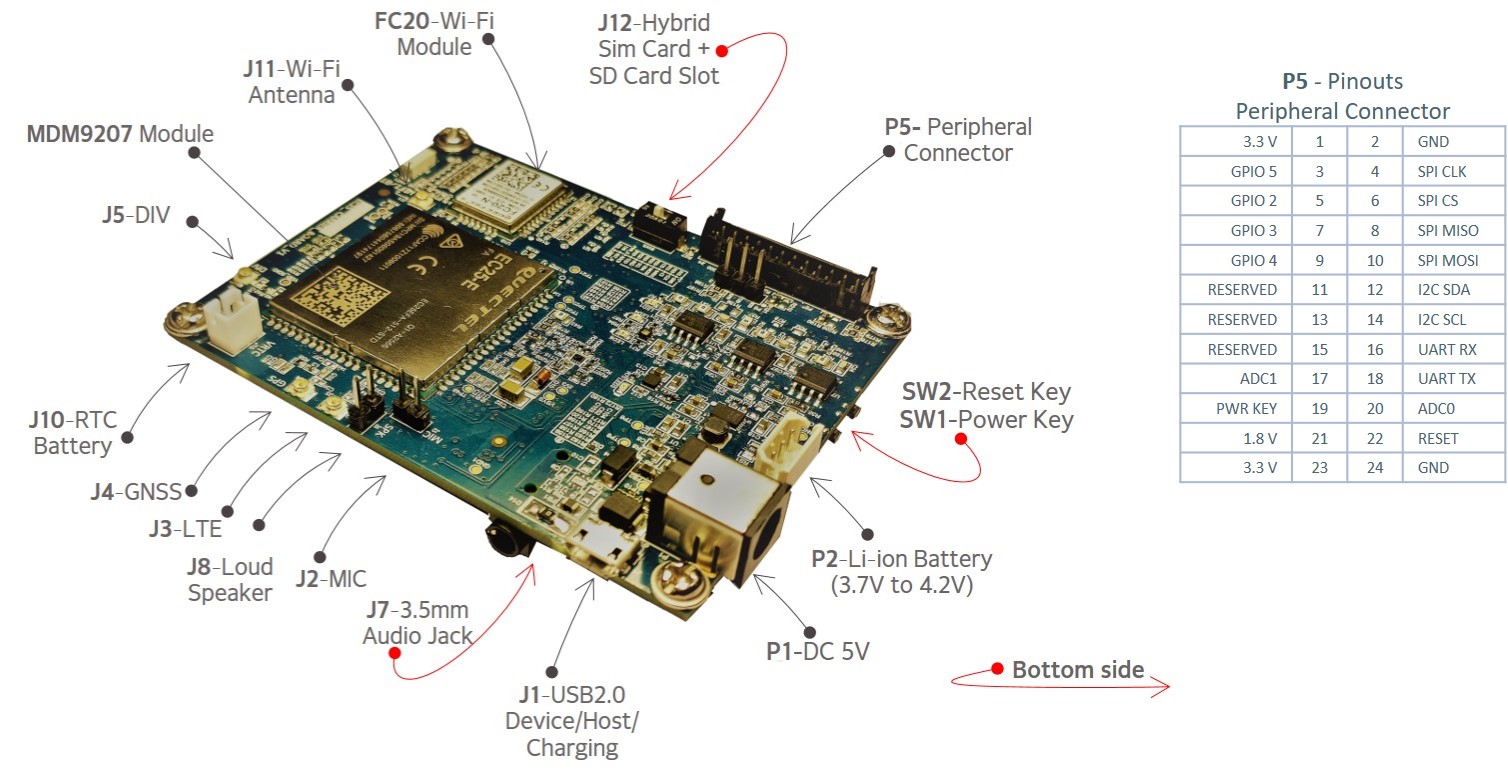 FC20-Wi-Fi
Module
J12-Hybrid
Sim Card +
SD Card Slot
J11-Wi-Fi
Antenna
MDM9207 Module
P5- Peripheral
Connector
J5-DIV
P5 - Pinouts
Peripheral Connector
3.3 V 1 2 GND
GPIO 5 3 4 SPI CLK
GPIO 2 5 6 SPI CS
GPIO 3 7 8 SPI MISO
GPIO 4 9 10 SPI MOSI
RESERVED 11 12 I2C SDA
RESERVED 13 14 I2C SCL
RESERVED 15 16 UART RX
ADC1 17 18 UART TX
PWR KEY 19 20 ADC0
1.8 V 21 22 RESET
3.3 V 23 24 GND
QUECTEL
EC25-E
FA
CE
VRTC
GPS
SPK
MIC
SW2-Reset Key
SW1-Power Key
J10-RTC
Battery
J4-GNSS
J3-LTE
J8-Loud
Speaker
J2-MIC
J7-3.5mm
Audio Jack
P2-Li-ion Battery
(3.7V to 4.2V)
P1-DC 5V
J1-USB2.0
Device/Host/
Charging
Bottom side